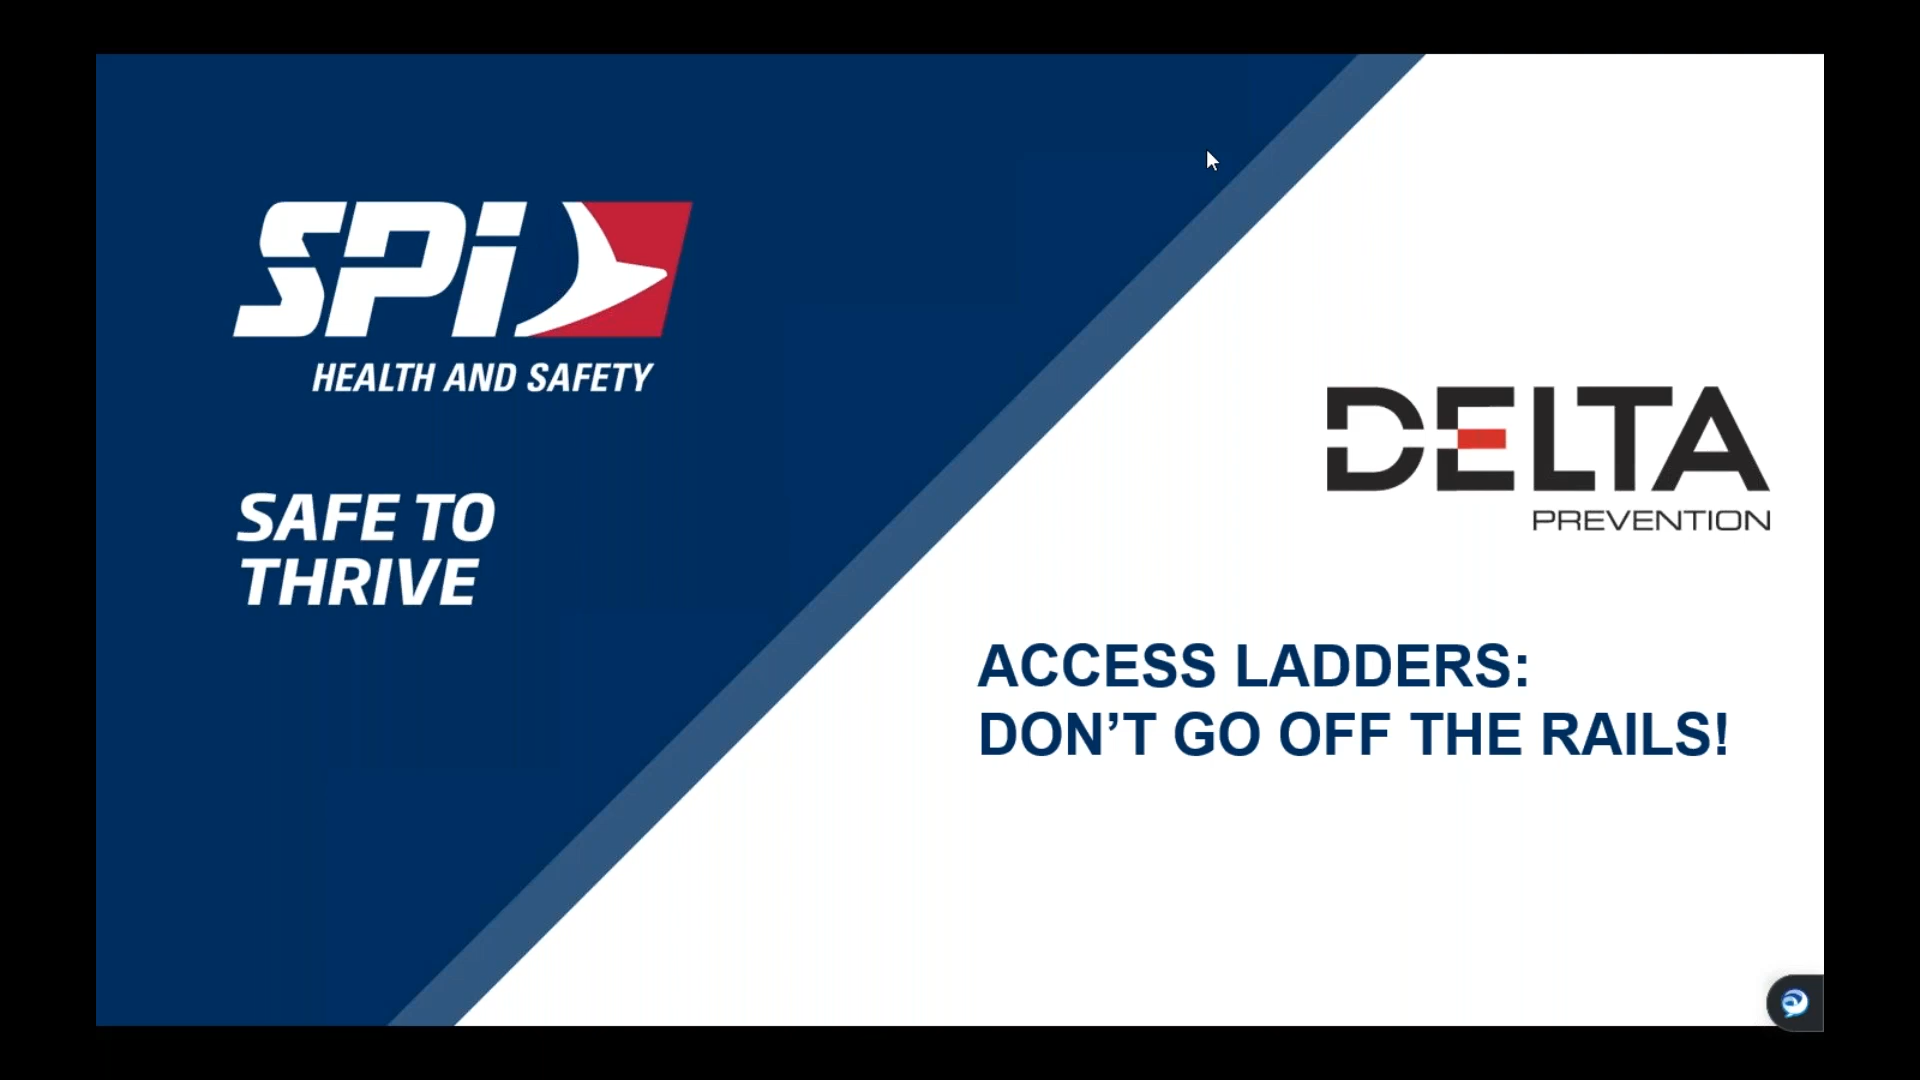 SPi
HEALTH AND SAFETY
SAFE TO
THRIVE
DELTA
PREVENTION
ACCESS LADDERS:
DON’T GO OFF THE RAILS!